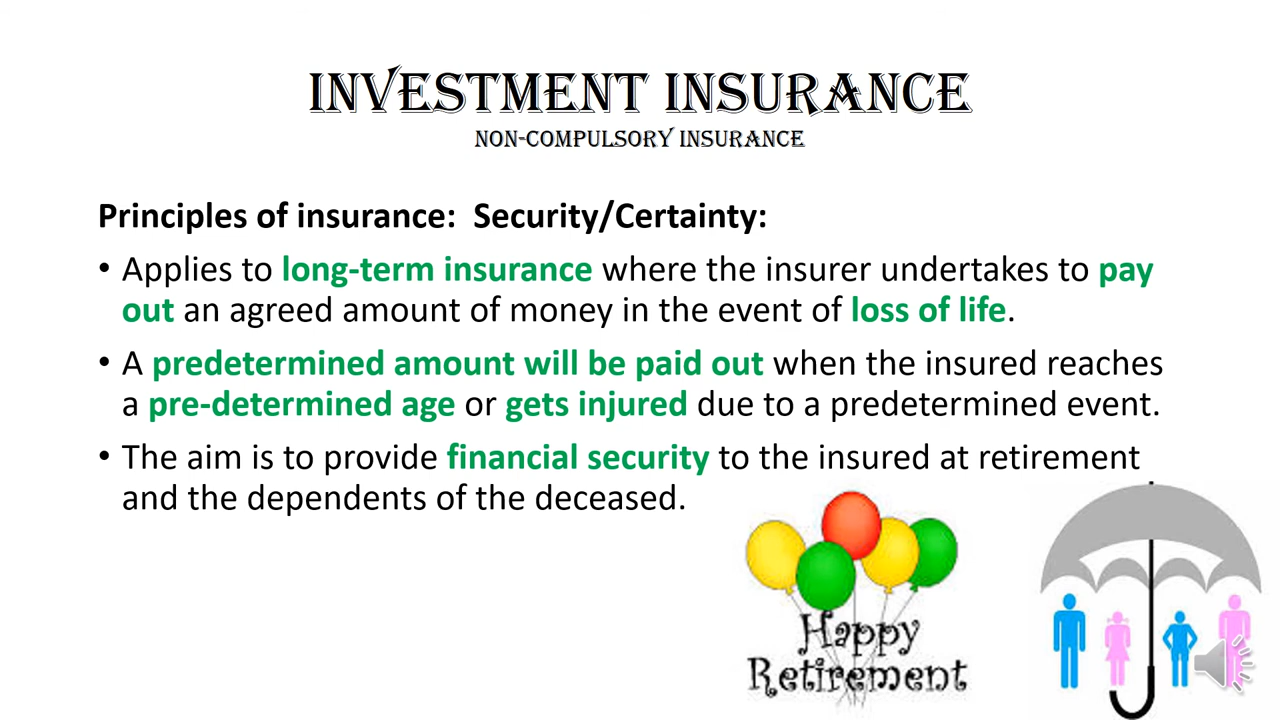 INVESTMENT INSURANCE
NON-COMPULSORY INSURANCE
Principles of insurance:  Security/Certainty:
• Applies to long-term insurance where the insurer undertakes to pay
out an agreed amount of money in the event of loss of life.
• A predetermined amount will be paid out when the insured reaches
a pre-determined age or gets injured due to a predetermined event.
• The aim is to provide financial security to the insured at retirement
and the dependents of the deceased.
Happy
Retirement